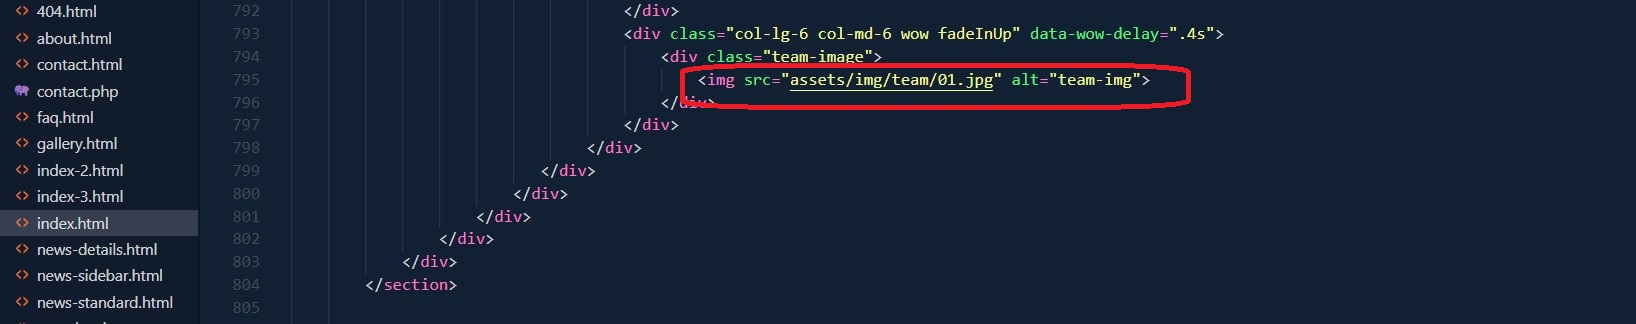 404.html
about.html
contact.html
contact.php
faq.html
gallery.html
index-2.html
index-3.html
index.html
news-details.html
news-sidebar.html
news-standard.html
792 </div>
793 <div class="col-lg-6 col-md-6 wow fadeInUp" data-wow-delay=".4s">
794 <div class="team-image">
795 <img src="assets/img/team/01.jpg" alt="team-img">
796 </div>
797 </div>
798 </div>
799 </div>
800 </div>
801 </div>
802 </div>
803 </div>
804 </section>
805